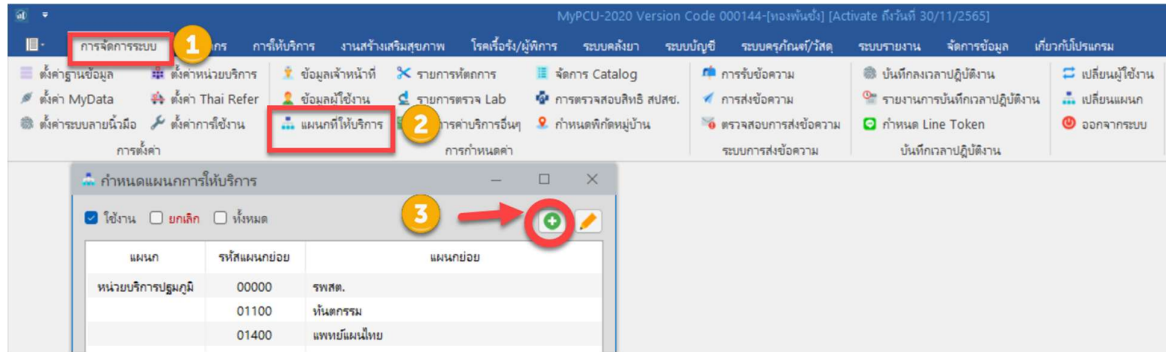 MyPCU-2020 Version Code 000144-[ทองพันชั่ง] [Activate ถึงวันที่ 30/11/2565]
การจัดการระบบ 1 กร การให้บริการ งานสร้างเสริมสุขภาพ โรคเรื้อรัง/ผู้พิการ ระบบคลังยา ระบบบัญชี ระบบครุภัณฑ์/วัสดุ ระบบรายงาน จัดการข้อมูล เกี่ยวกับโปรแกรม
ตั้งค่าฐานข้อมูล ตั้งค่าหน่วยบริการ ข้อมูลเจ้าหน้าที่ รายการหัตถการ จัดการ Catalog การรับข้อความ บันทึกลงเวลาปฏิบัติงาน เปลี่ยนผู้ใช้งาน
ตั้งค่า MyData ตั้งค่า Thai Refer ข้อมูลผู้ใช้งาน รายการตรวจ Lab การตรวจสอบสิทธิ สปสช. การส่งข้อความ รายงานการบันทึกเวลาปฏิบัติงาน เปลี่ยนแผนก
ตั้งค่าระบบลายนิ้วมือ ตั้งค่าการใช้งาน แผนกที่ให้บริการ 2 การค่าบริการอื่นๆ กำหนดพิกัดหมู่บ้าน ตรวจสอบการส่งข้อความ กำหนด Line Token ออกจากระบบ
การตั้งค่า การกำหนดค่า ระบบการส่งข้อความ บันทึกเวลาปฏิบัติงาน
กำหนดแผนกการให้บริการ
ใช้งาน ยกเลิก ทั้งหมด 3
แผนก รหัสแผนกย่อย แผนกย่อย
หน่วยบริการปฐมภูมิ 00000 รพสต.
01100 ทันตกรรม
01400 แพทย์แผนไทย